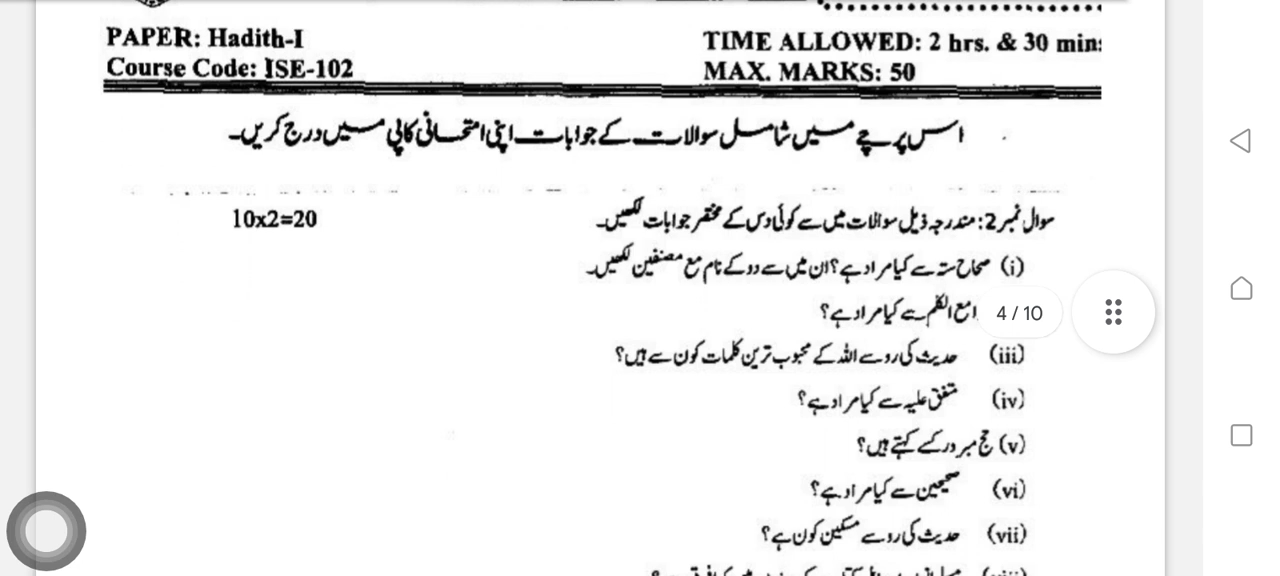 PAPER: Hadith-I
TIME ALLOWED: 2 hrs. & 30 min
Course Code: ISE-102
MAX. MARKS: 50
اس پرچے میں شامل سوالات کے جوابات اپنی امتحانی کاپی میں درج کریں۔
سوال نمبر 2: مندرجہ ذیل سوالات میں سے کوئی دس کے مختصر جوابات لکھیں۔ 10x2=20
(i) صحاح ستہ سے کیا مراد ہے؟ ان میں سے دو کے نام مع مصنفین لکھیں۔
امع الکلم سے کیا مراد ہے؟
4 / 10
(iii) حدیث کی رو سے اللہ کے محبوب ترین کلمات کون سے ہیں؟
(iv) متفق علیہ سے کیا مراد ہے؟
(v) حج مبرور کسے کہتے ہیں؟
(vi) صحیحین سے کیا مراد ہے؟
(vii) حدیث کی رو سے مسکین کون ہے؟